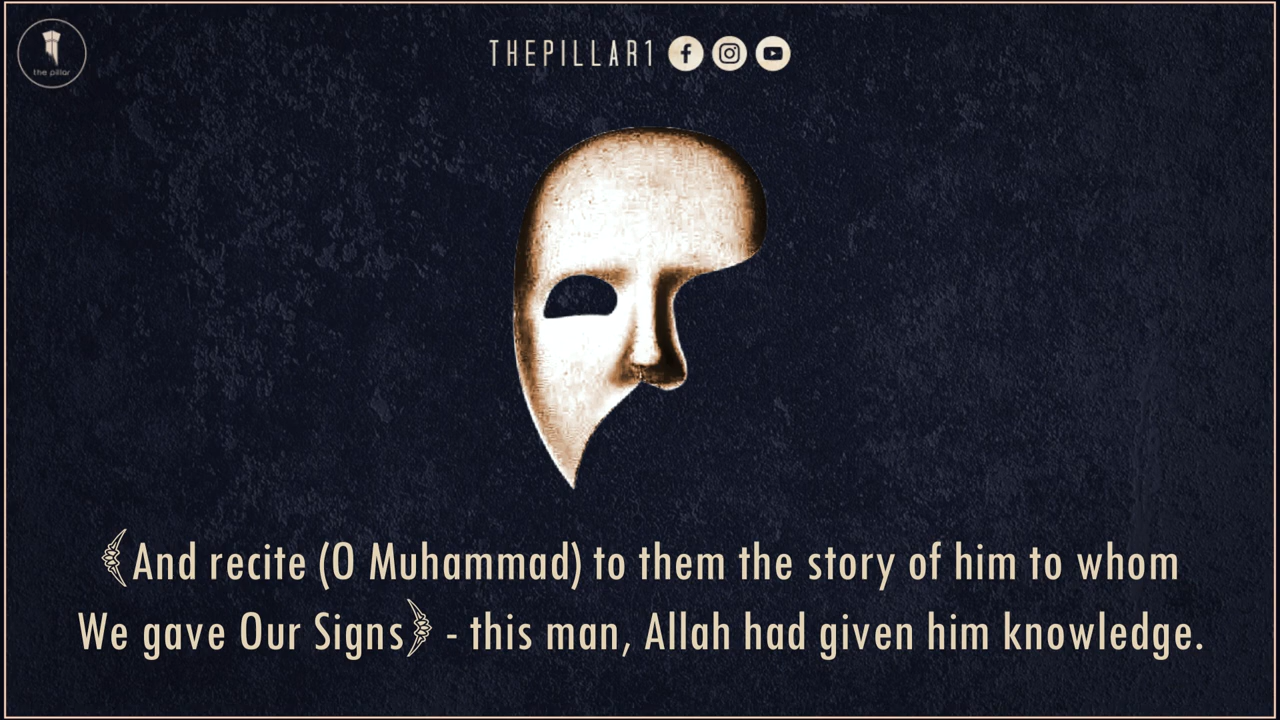 the pillar
THEPILLAR1
﴾And recite (O Muhammad) to them the story of him to whom
We gave Our Signs﴿ - this man, Allah had given him knowledge.